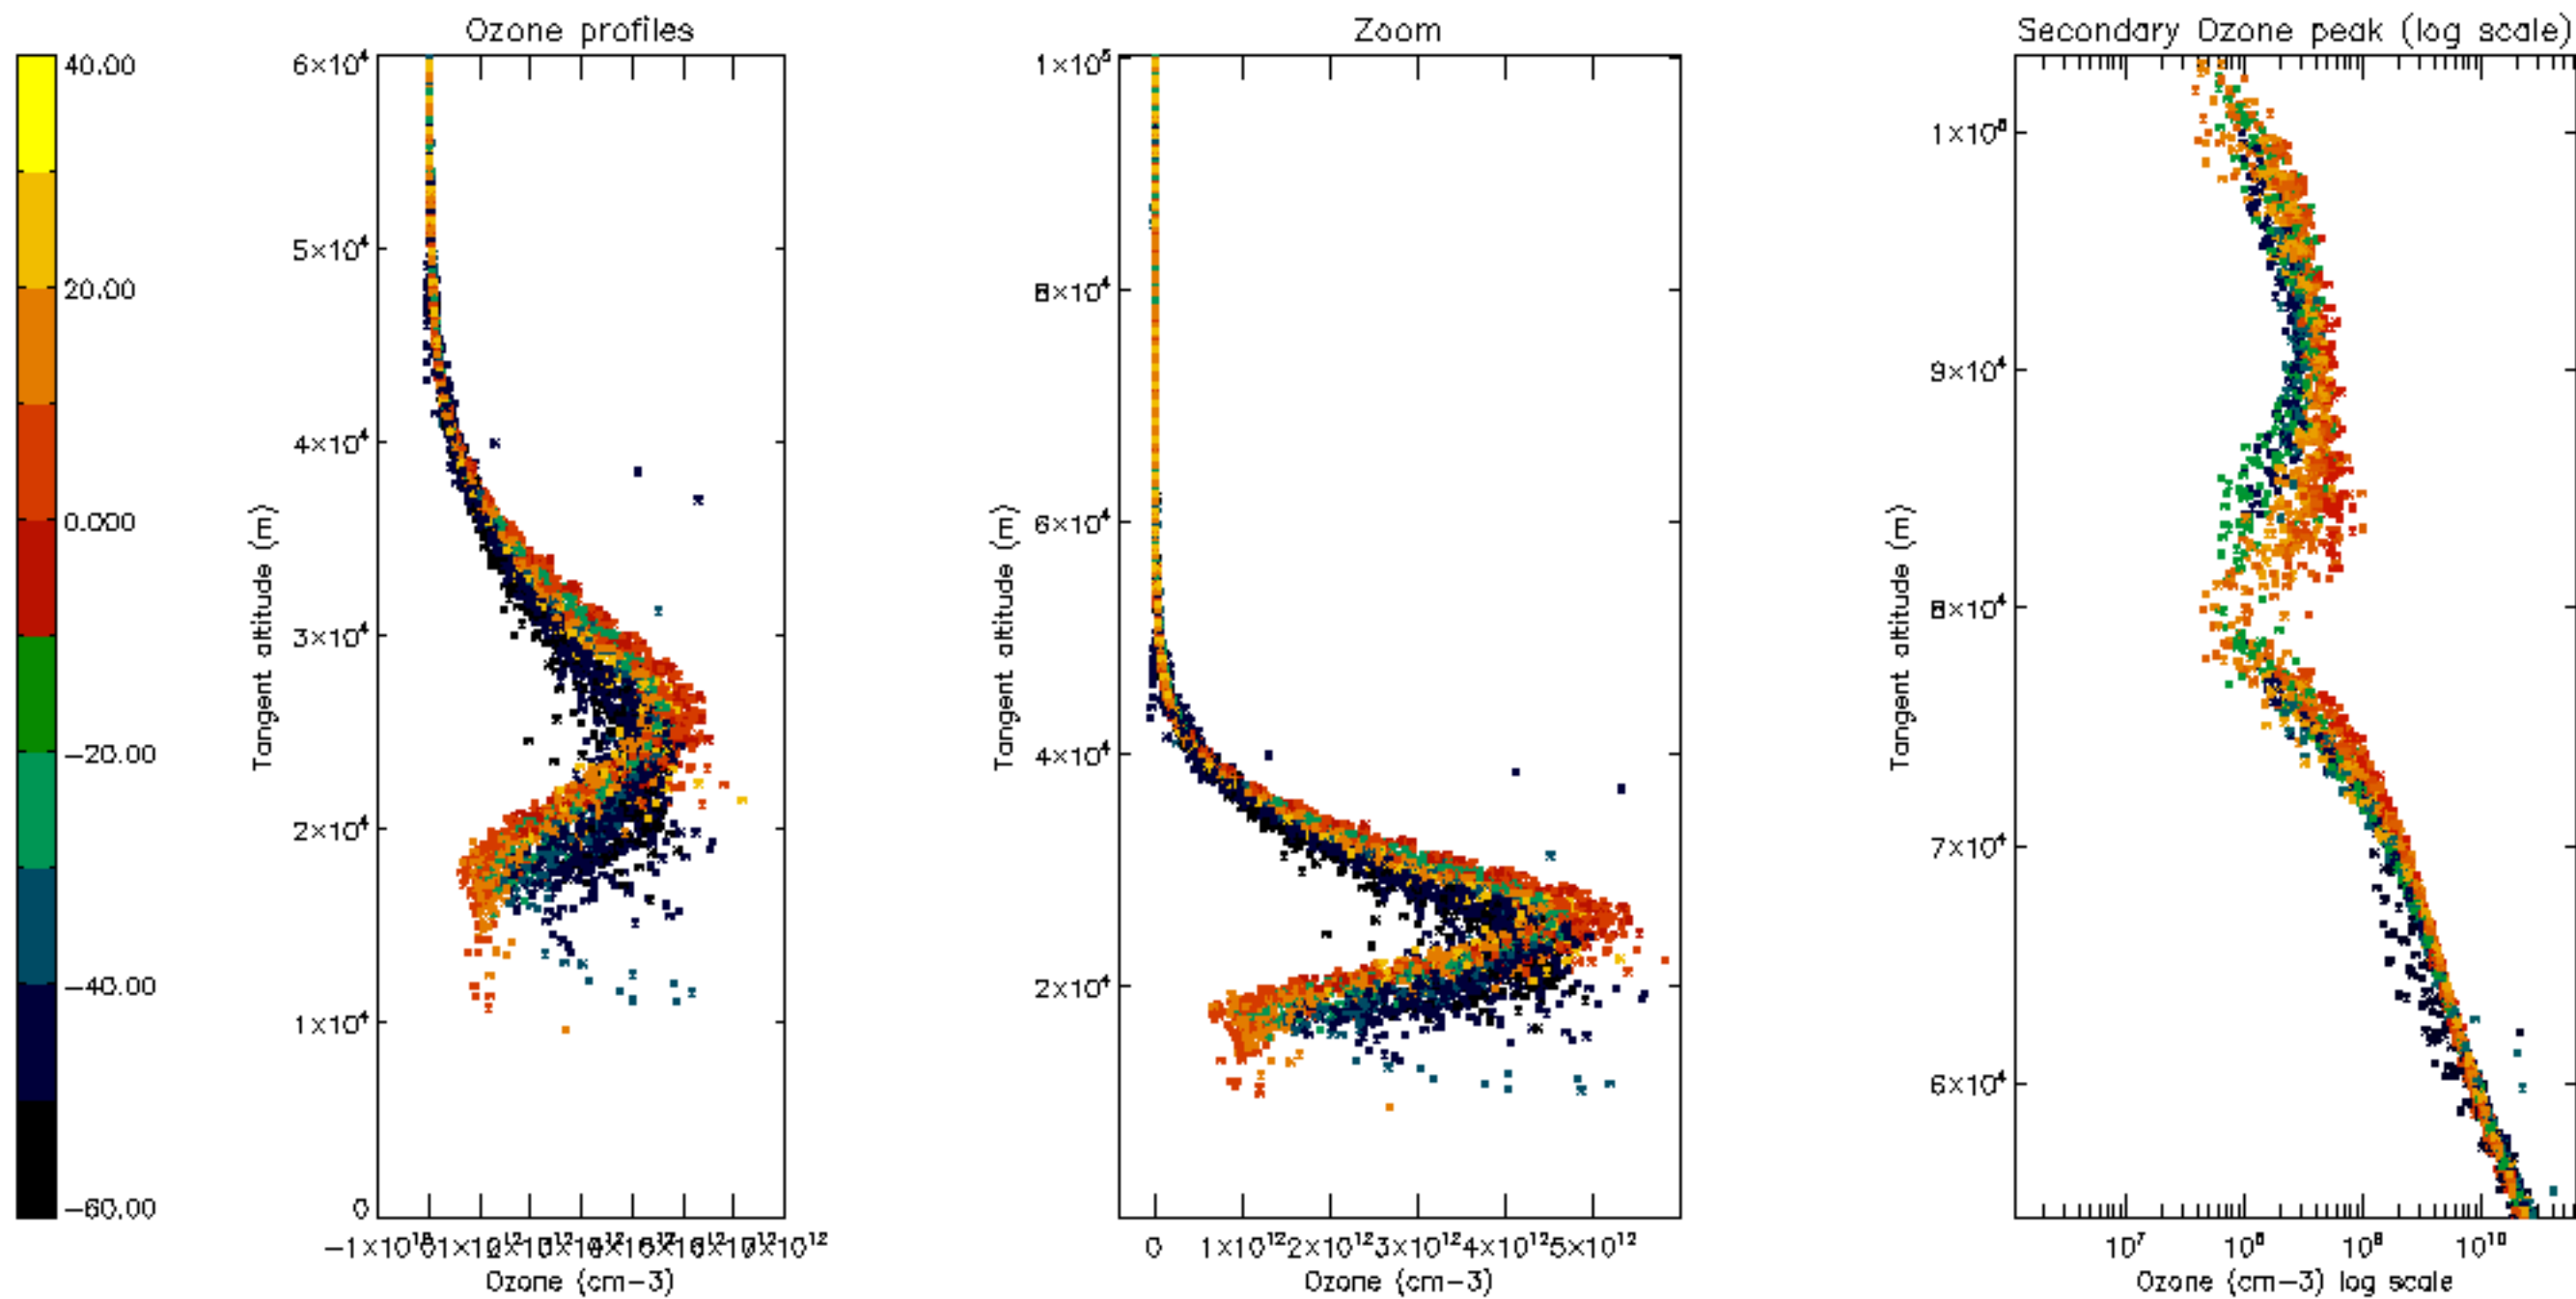 Ozone profiles
Zoom
Secondary Ozone peak (log scale)
40.00
20.00
0.000
−20.00
−40.00
−60.00
6×10⁴
5×10⁴
4×10⁴
3×10⁴
2×10⁴
1×10⁴
0
Tangent altitude (m)
Ozone (cm−3)
1×10⁵
8×10⁴
6×10⁴
4×10⁴
2×10⁴
Tangent altitude (m)
0 1×10¹² 2×10¹² 3×10¹² 4×10¹² 5×10¹²
Ozone (cm−3)
9×10⁴
8×10⁴
7×10⁴
6×10⁴
Tangent altitude (m)
10⁷ 10⁸ 10⁹ 10¹⁰
Ozone (cm−3) log scale